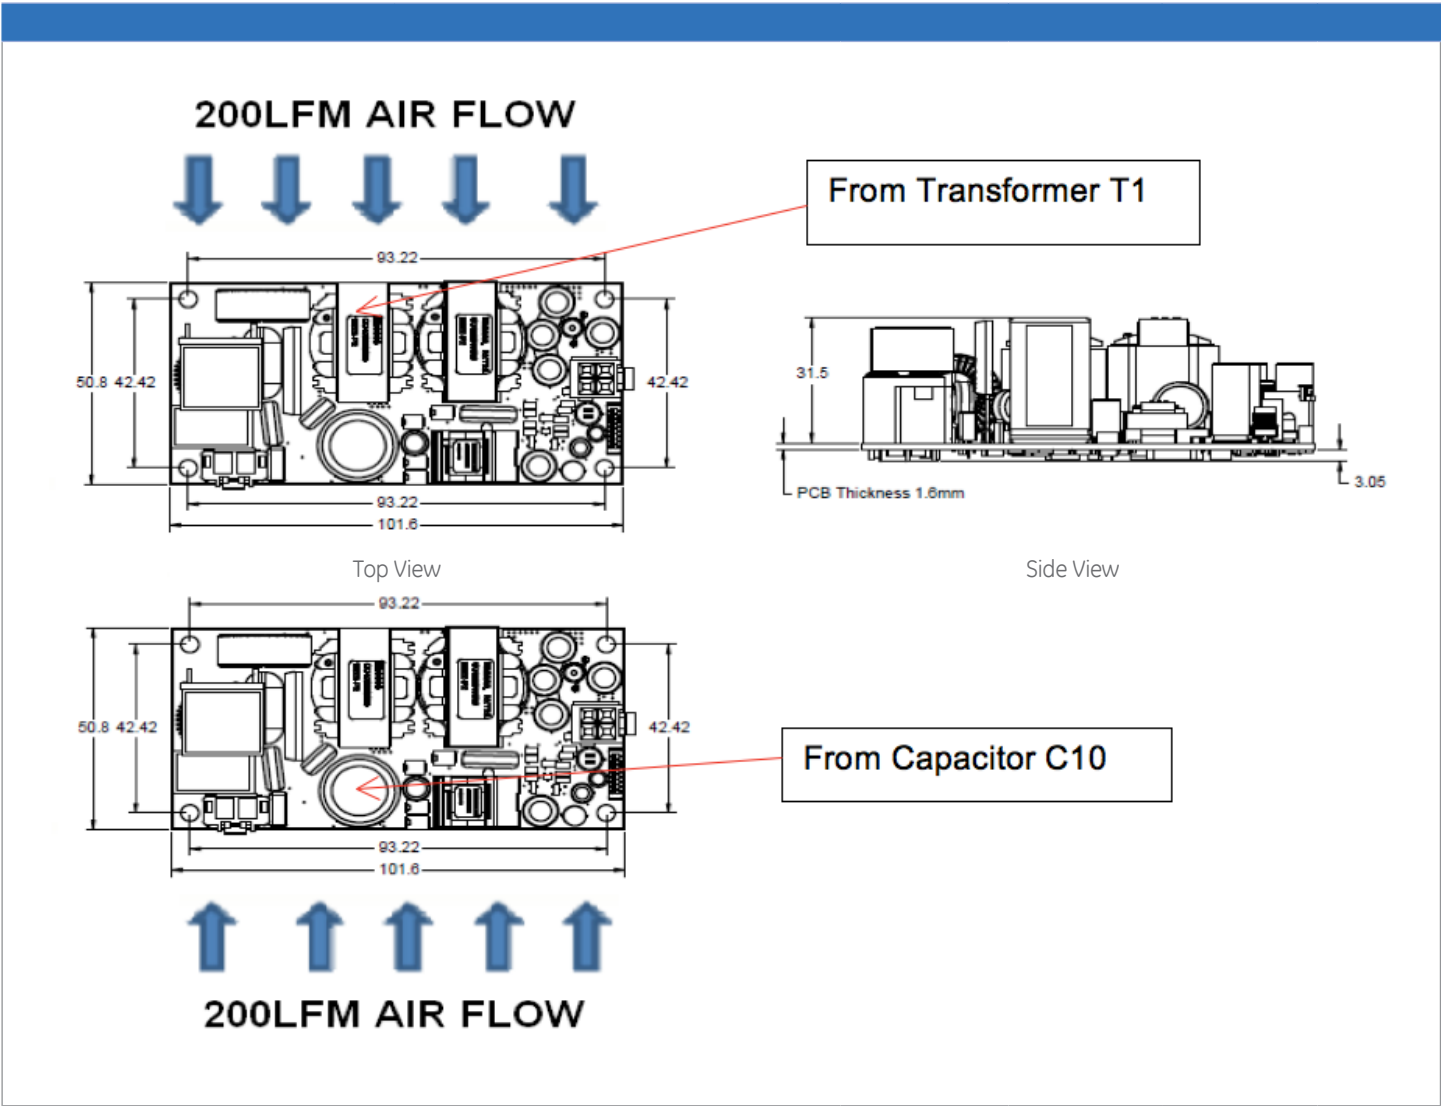 200LFM AIR FLOW
From Transformer T1
93.22
50.8 42.42
42.42
93.22
101.6
31.5
PCB Thickness 1.6mm
3.05
Top View
Side View
93.22
50.8 42.42
42.42
From Capacitor C10
93.22
101.6
200LFM AIR FLOW